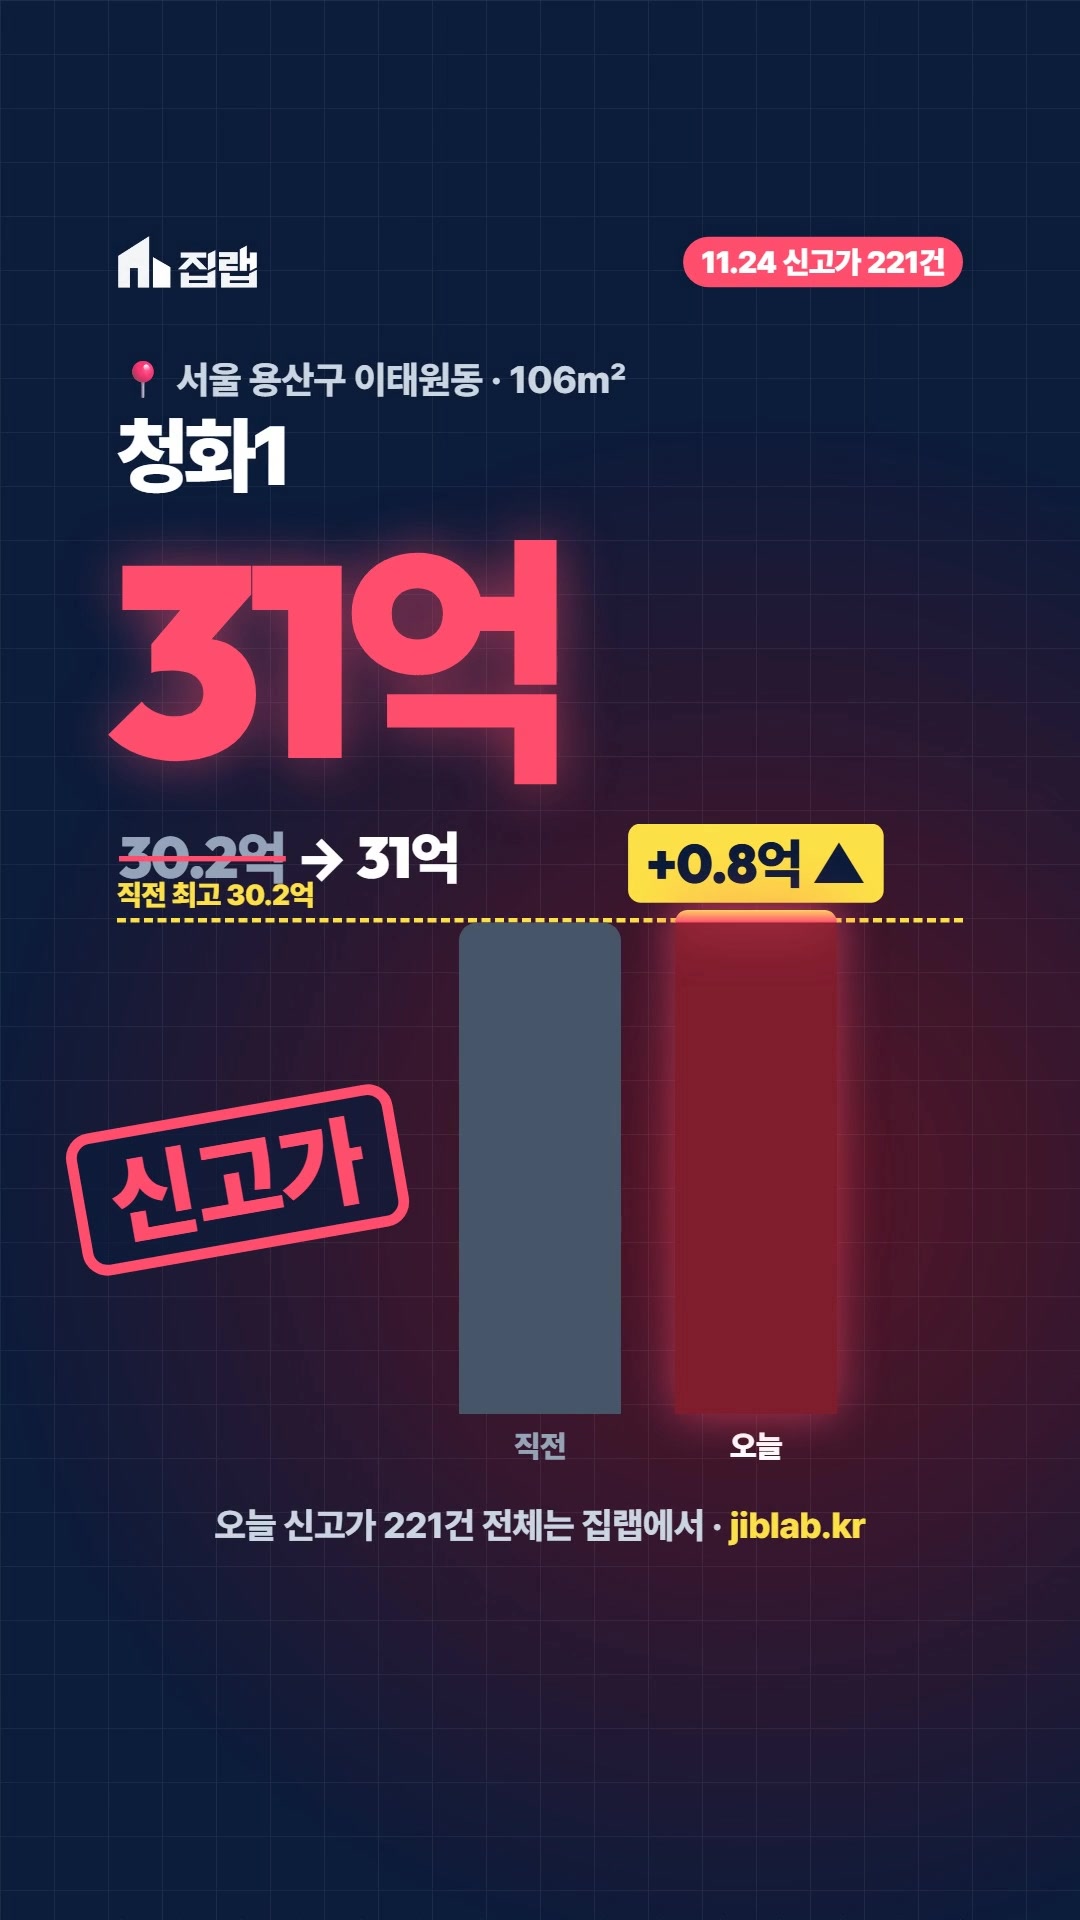 집랩
11.24 신고가 221건
서울 용산구 이태원동 · 106m²
청화1
31억
30.2억 → 31억
+0.8억 ▲
직전 최고 30.2억
신고가
직전
오늘
오늘 신고가 221건 전체는 집랩에서 · jiblab.kr